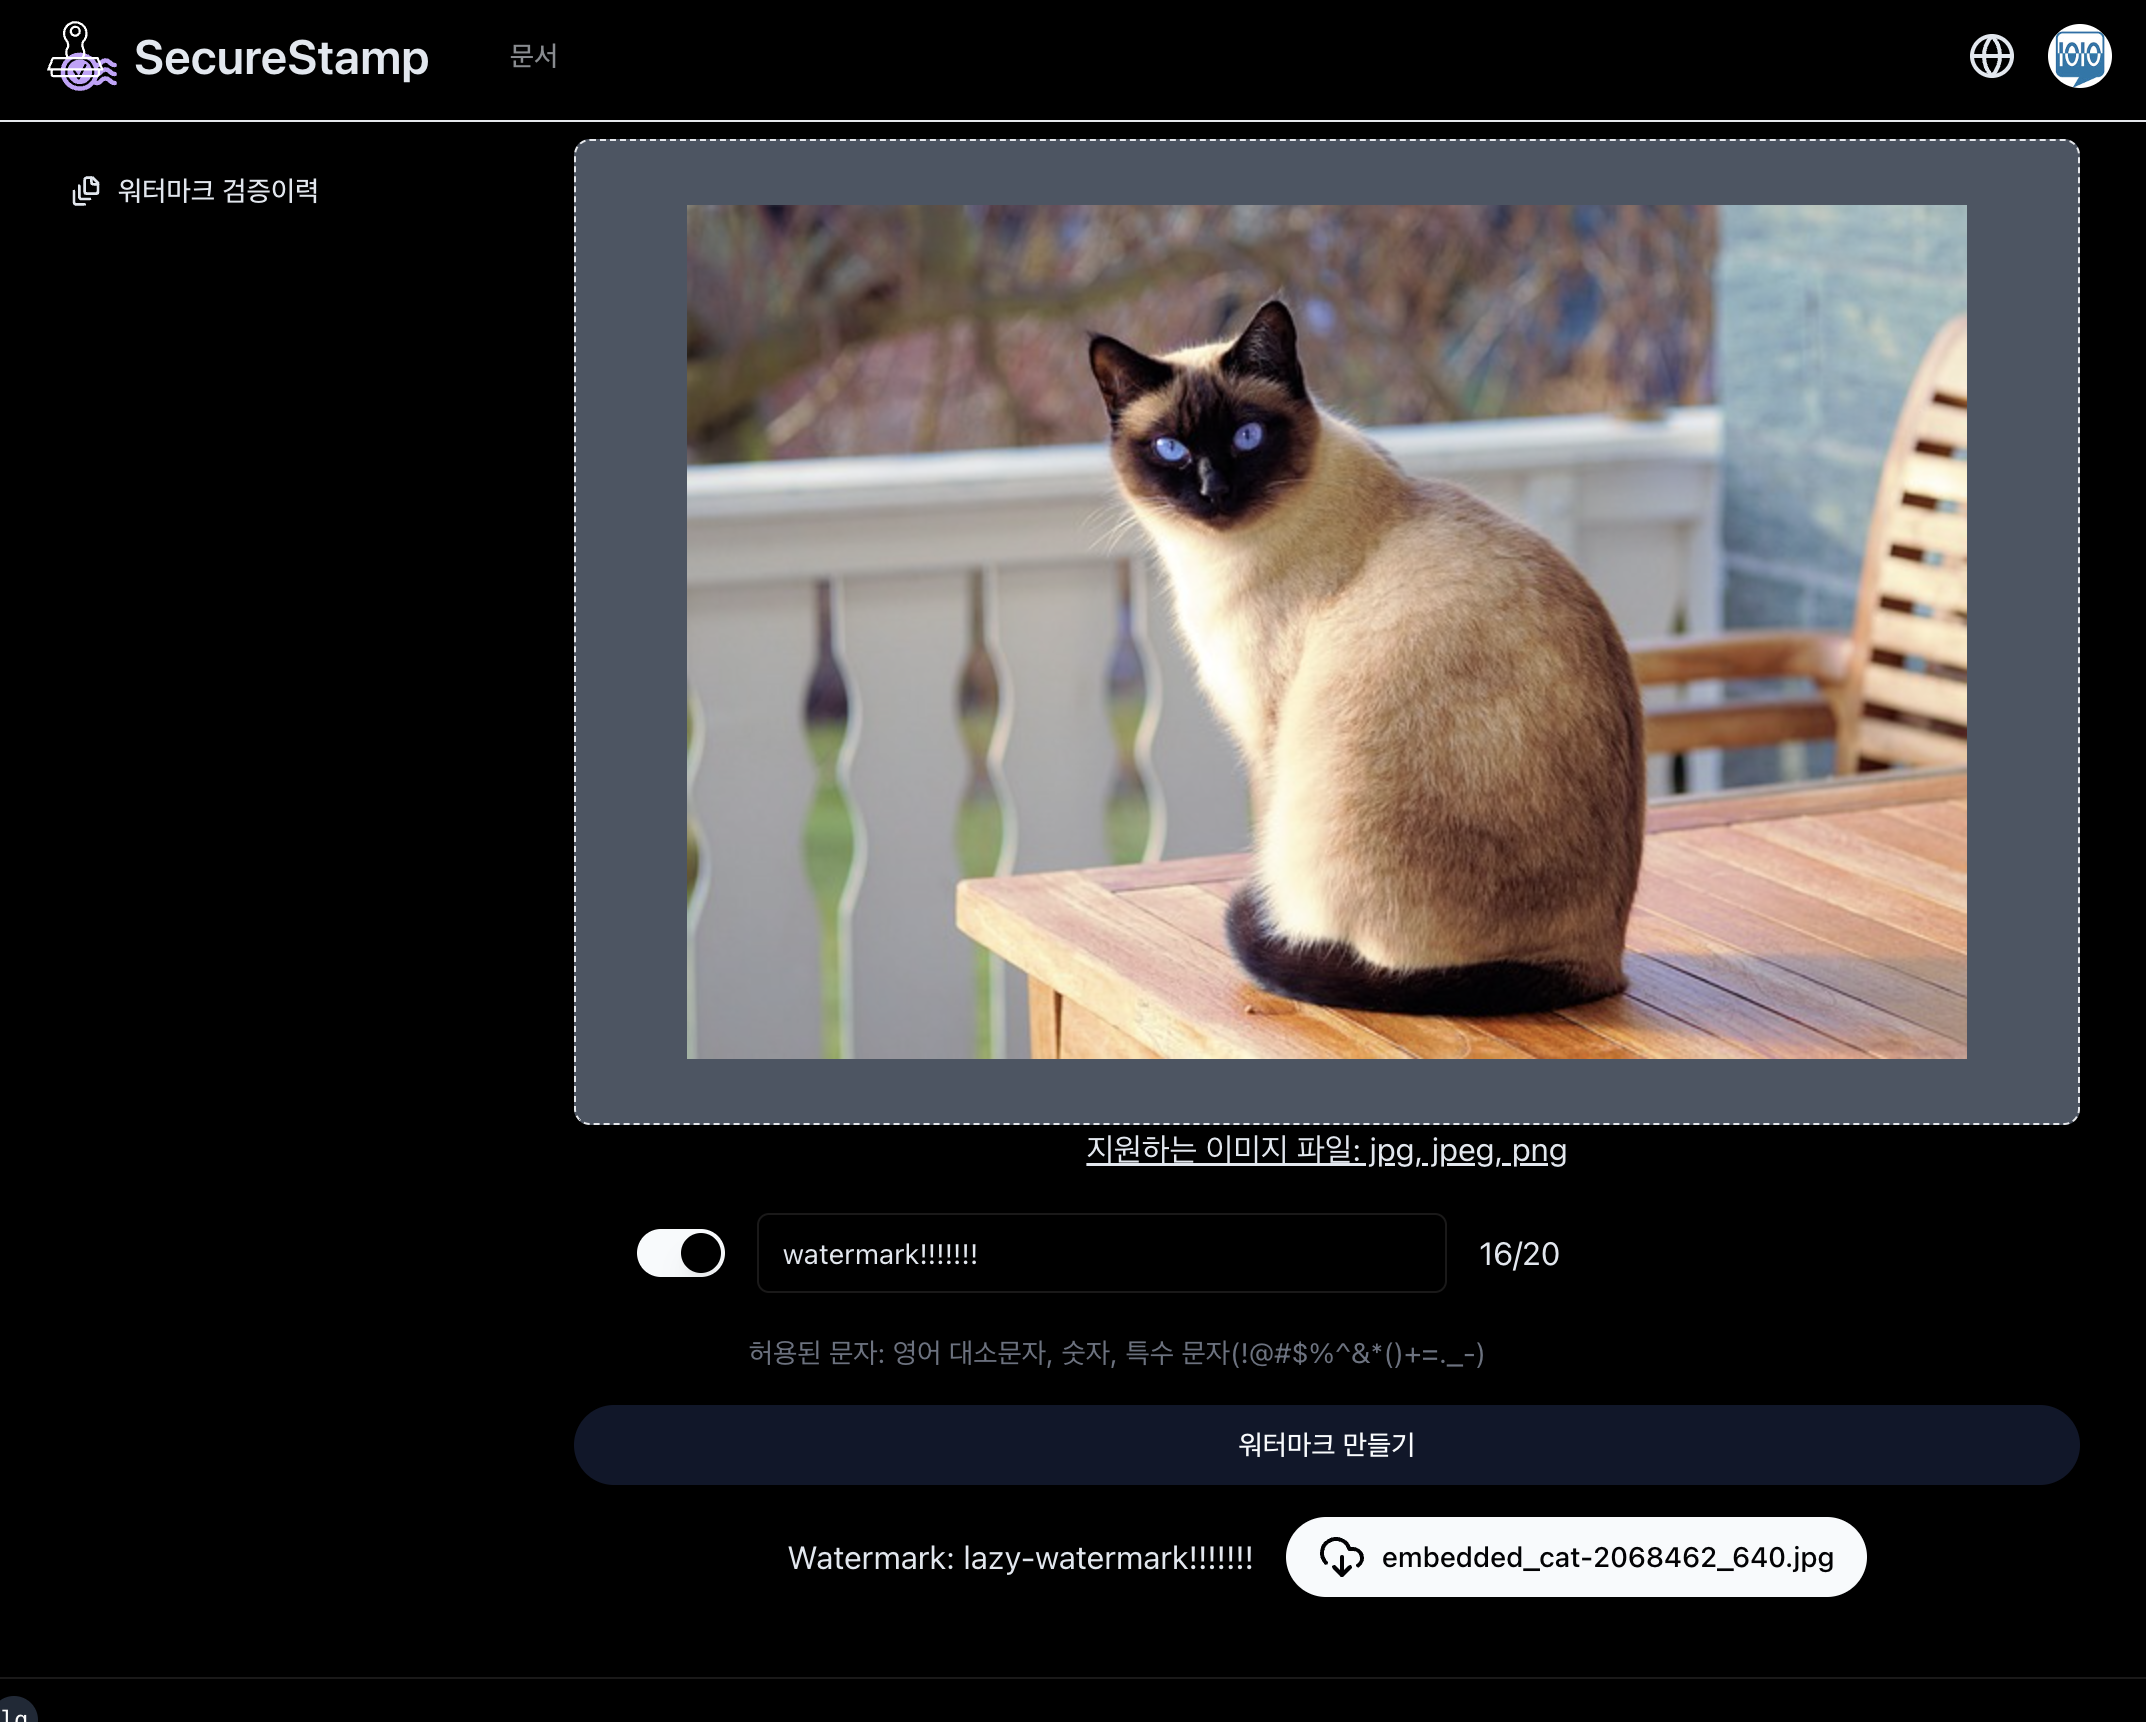 SecureStamp
문서
IOIO
워터마크 검증이력
지원하는 이미지 파일: jpg, jpeg, png
watermark!!!!!!!
16/20
허용된 문자: 영어 대소문자, 숫자, 특수 문자(!@#$%^&*()+=._-)
워터마크 만들기
Watermark: lazy-watermark!!!!!!!
embedded_cat-2068462_640.jpg